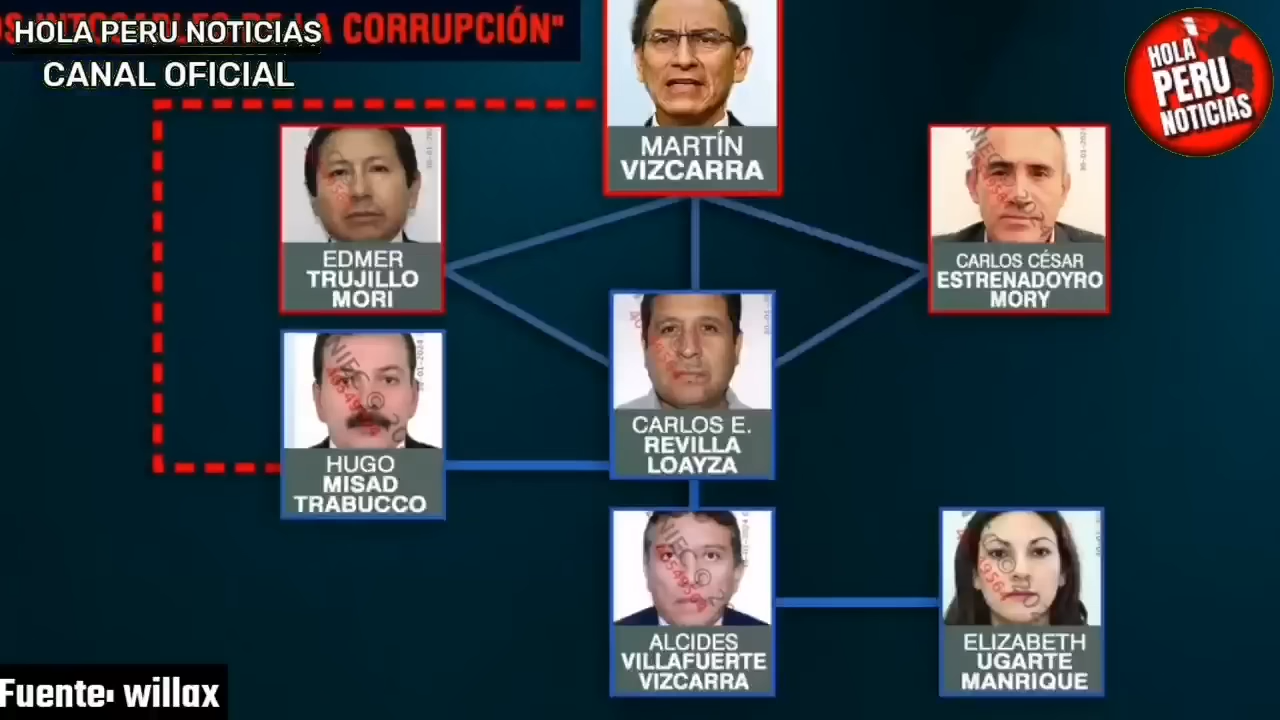 HOLA PERU NOTICIAS
CORRUPCIÓN"
CANAL OFICIAL
HOLA
PERU
NOTICIAS
MARTÍN
VIZCARRA
EDMER
TRUJILLO
MORI
CARLOS CÉSAR
ESTRENADOYRO
MORY
CARLOS E.
REVILLA
LOAYZA
HUGO
MISAD
TRABUCCO
ALCIDES
VILLAFUERTE
VIZCARRA
ELIZABETH
UGARTE
MANRIQUE
Fuente: willax